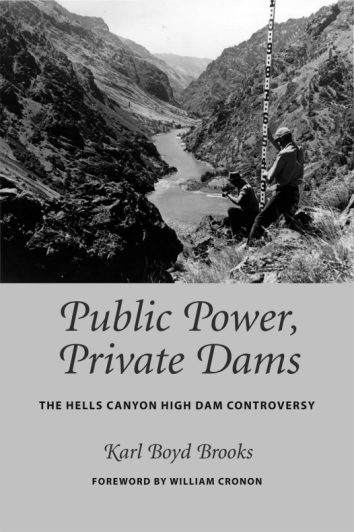 Public Power,
Private Dams
THE HELLS CANYON HIGH DAM CONTROVERSY
Karl Boyd Brooks
FOREWORD BY WILLIAM CRONON